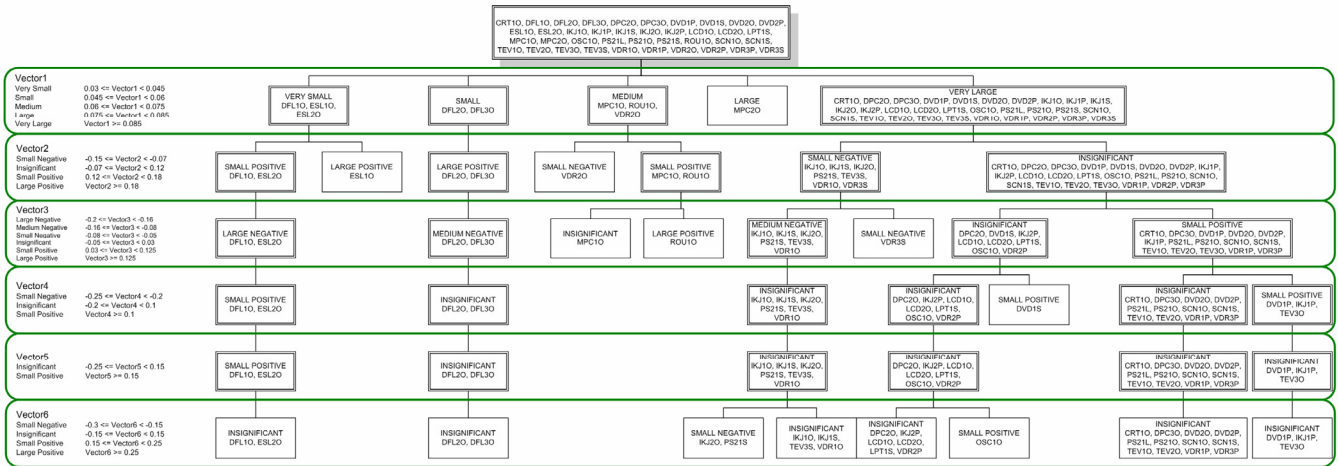 CRT1O, DFL1O, DFL2O, DFL3O, DPC2O, DPC3O, DVD1P, DVD1S, DVD2O, DVD2P,
ESL1O, ESL2O, IKJ1O, IKJ1P, IKJ1S, IKJ2O, IKJ2P, LCD1O, LCD2O, LPT1S,
MPC1O, MPC2O, OSC1O, PS21L, PS21O, PS21S, ROU1O, SCN1O, SCN1S,
TEV1O, TEV2O, TEV3O, TEV3S, VDR1O, VDR1P, VDR2O, VDR2P, VDR3P, VDR3S
Vector1
Very Small 0.03 <= Vector1 < 0.045
Small 0.045 <= Vector1 < 0.06
Medium 0.06 <= Vector1 < 0.075
Large 0.075 <= Vector1 < 0.085
Very Large Vector1 >= 0.085
VERY SMALL
DFL1O, ESL1O,
ESL2O
SMALL
DFL2O, DFL3O
MEDIUM
MPC1O, ROU1O,
VDR2O
LARGE
MPC2O
VERY LARGE
CRT1O, DPC2O, DPC3O, DVD1P, DVD1S, DVD2O, DVD2P, IKJ1O, IKJ1P, IKJ1S,
IKJ2O, IKJ2P, LCD1O, LCD2O, LPT1S, OSC1O, PS21L, PS21O, PS21S, SCN1O,
SCN1S, TEV1O, TEV2O, TEV3O, TEV3S, VDR1O, VDR1P, VDR2P, VDR3P, VDR3S
Vector2
Small Negative -0.15 <= Vector2 < -0.07
Insignificant -0.07 <= Vector2 < 0.12
Small Positive 0.12 <= Vector2 < 0.18
Large Positive Vector2 >= 0.18
SMALL POSITIVE
DFL1O, ESL2O
LARGE POSITIVE
ESL1O
LARGE POSITIVE
DFL2O, DFL3O
SMALL NEGATIVE
VDR2O
SMALL POSITIVE
MPC1O, ROU1O
SMALL NEGATIVE
IKJ1O, IKJ1S, IKJ2O,
PS21S, TEV3S,
VDR1O, VDR3S
INSIGNIFICANT
CRT1O, DPC2O, DPC3O, DVD1P, DVD1S, DVD2O, DVD2P, IKJ1P,
IKJ2P, LCD1O, LCD2O, LPT1S, OSC1O, PS21L, PS21O, SCN1O,
SCN1S, TEV1O, TEV2O, TEV3O, VDR1P, VDR2P, VDR3P
Vector3
Large Negative -0.2 <= Vector3 < -0.16
Medium Negative -0.16 <= Vector3 < -0.08
Small Negative -0.08 <= Vector3 < -0.05
Insignificant -0.05 <= Vector3 < 0.03
Small Positive 0.03 <= Vector3 < 0.125
Large Positive Vector3 >= 0.125
LARGE NEGATIVE
DFL1O, ESL2O
MEDIUM NEGATIVE
DFL2O, DFL3O
INSIGNIFICANT
MPC1O
LARGE POSITIVE
ROU1O
MEDIUM NEGATIVE
IKJ1O, IKJ1S, IKJ2O,
PS21S, TEV3S,
VDR1O
SMALL NEGATIVE
VDR3S
INSIGNIFICANT
DPC2O, DVD1S, IKJ2P,
LCD1O, LCD2O, LPT1S,
OSC1O, VDR2P
SMALL POSITIVE
CRT1O, DPC3O, DVD1P, DVD2O, DVD2P,
IKJ1P, PS21L, PS21O, SCN1O, SCN1S,
TEV1O, TEV2O, TEV3O, VDR1P, VDR3P
Vector4
Small Negative -0.25 <= Vector4 < -0.2
Insignificant -0.2 <= Vector4 < 0.1
Small Positive Vector4 >= 0.1
SMALL POSITIVE
DFL1O, ESL2O
INSIGNIFICANT
DFL2O, DFL3O
INSIGNIFICANT
IKJ1O, IKJ1S, IKJ2O,
PS21S, TEV3S,
VDR1O
INSIGNIFICANT
DPC2O, IKJ2P, LCD1O,
LCD2O, LPT1S,
OSC1O, VDR2P
SMALL POSITIVE
DVD1S
INSIGNIFICANT
CRT1O, DPC3O, DVD2O, DVD2P,
PS21L, PS21O, SCN1O, SCN1S,
TEV1O, TEV2O, VDR1P, VDR3P
SMALL POSITIVE
DVD1P, IKJ1P,
TEV3O
Vector5
Insignificant -0.25 <= Vector5 < 0.15
Small Positive Vector5 >= 0.15
SMALL POSITIVE
DFL1O, ESL2O
INSIGNIFICANT
DFL2O, DFL3O
INSIGNIFICANT
IKJ1O, IKJ1S, IKJ2O,
PS21S, TEV3S,
VDR1O
INSIGNIFICANT
DPC2O, IKJ2P, LCD1O,
LCD2O, LPT1S,
OSC1O, VDR2P
INSIGNIFICANT
CRT1O, DPC3O, DVD2O, DVD2P,
PS21L, PS21O, SCN1O, SCN1S,
TEV1O, TEV2O, VDR1P, VDR3P
INSIGNIFICANT
DVD1P, IKJ1P,
TEV3O
Vector6
Small Negative -0.3 <= Vector6 < -0.15
Insignificant -0.15 <= Vector6 < 0.15
Small Positive 0.15 <= Vector6 < 0.25
Large Positive Vector6 >= 0.25
INSIGNIFICANT
DFL1O, ESL2O
INSIGNIFICANT
DFL2O, DFL3O
SMALL NEGATIVE
IKJ2O, PS21S
INSIGNIFICANT
IKJ1O, IKJ1S,
TEV3S, VDR1O
INSIGNIFICANT
DPC2O, IKJ2P,
LCD1O, LCD2O,
LPT1S, VDR2P
SMALL POSITIVE
OSC1O
INSIGNIFICANT
CRT1O, DPC3O, DVD2O, DVD2P,
PS21L, PS21O, SCN1O, SCN1S,
TEV1O, TEV2O, VDR1P, VDR3P
INSIGNIFICANT
DVD1P, IKJ1P,
TEV3O